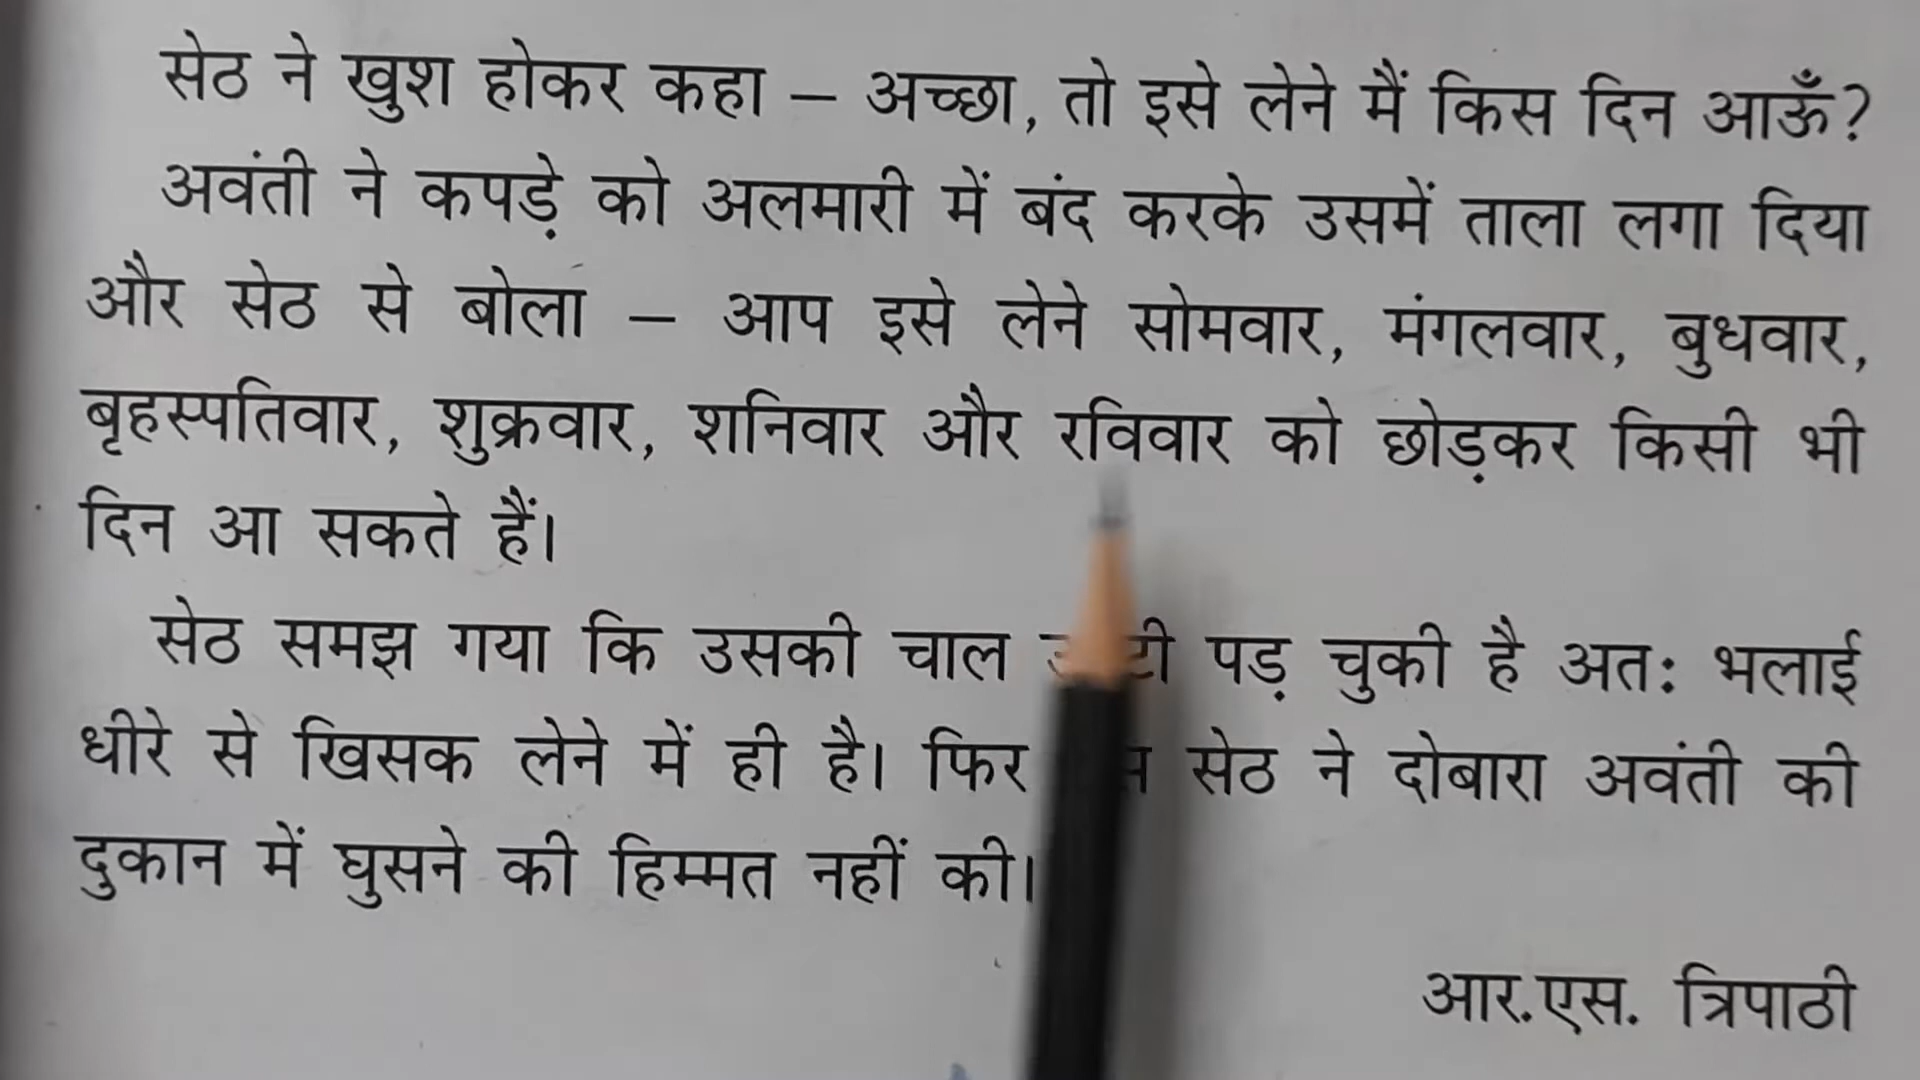 सेठ ने खुश होकर कहा – अच्छा, तो इसे लेने मैं किस दिन आऊँ?
अवंती ने कपड़े को अलमारी में बंद करके उसमें ताला लगा दिया
और सेठ से बोला – आप इसे लेने सोमवार, मंगलवार, बुधवार,
बृहस्पतिवार, शुक्रवार, शनिवार और रविवार को छोड़कर किसी भी
दिन आ सकते हैं।
सेठ समझ गया कि उसकी चाल पड़ चुकी है अतः भलाई
धीरे से खिसक लेने में ही है। फिर सेठ ने दोबारा अवंती की
दुकान में घुसने की हिम्मत नहीं की।
आर.एस. त्रिपाठी